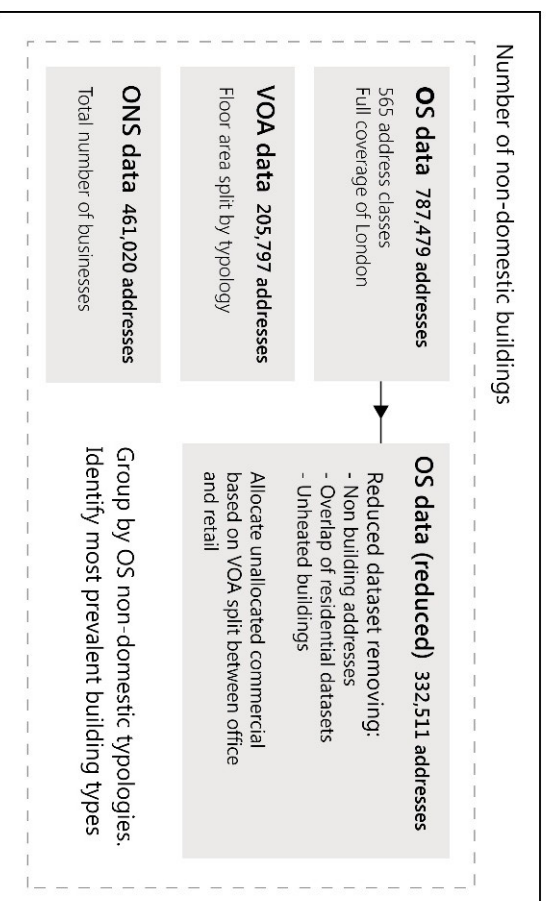 Number of non-domestic buildings
OS data 787,479 addresses
565 address classes
Full coverage of London
VOA data 205,797 addresses
Floor area split by typology
ONS data 461,020 addresses
Total number of businesses
OS data (reduced) 332,511 addresses
Reduced dataset removing:
- Non building addresses
- Overlap of residential datasets
- Unheated buildings
Allocate unallocated commercial
based on VOA split between office
and retail
Group by OS non-domestic typologies.
Identify most prevalent building types